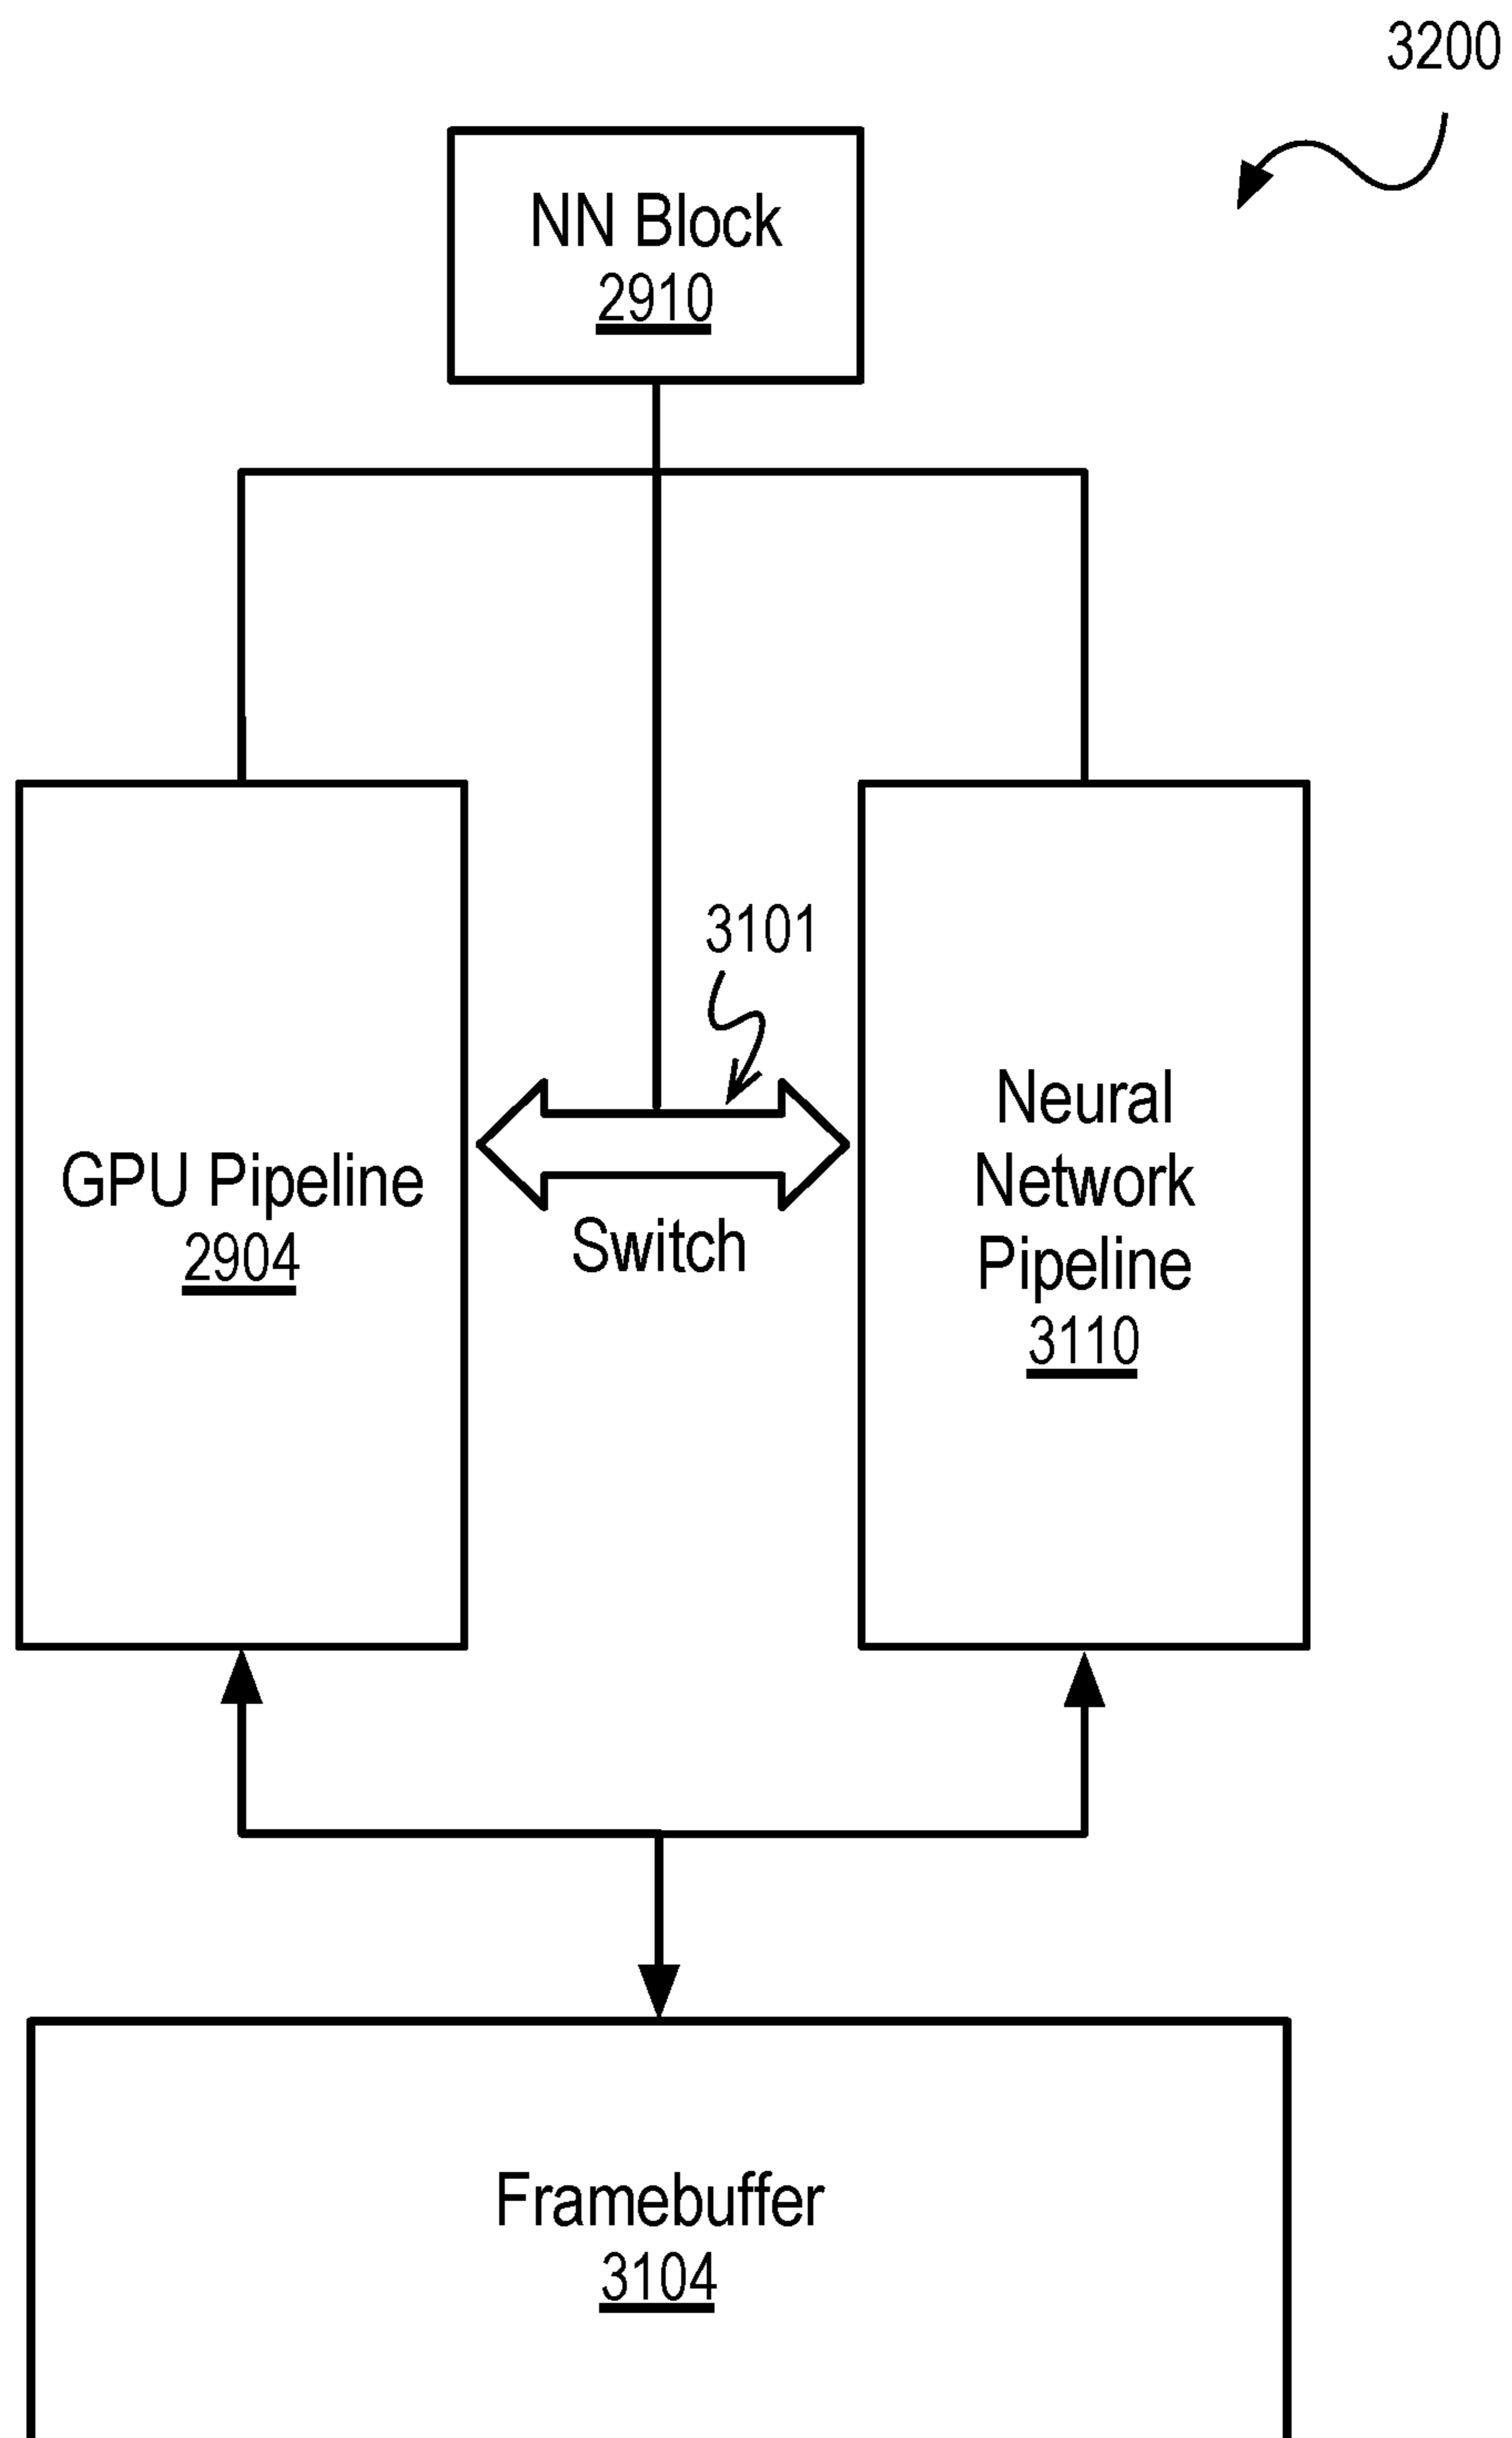 3200
NN Block
2910
3101
GPU Pipeline
2904
Switch
Neural
Network
Pipeline
3110
Framebuffer
3104